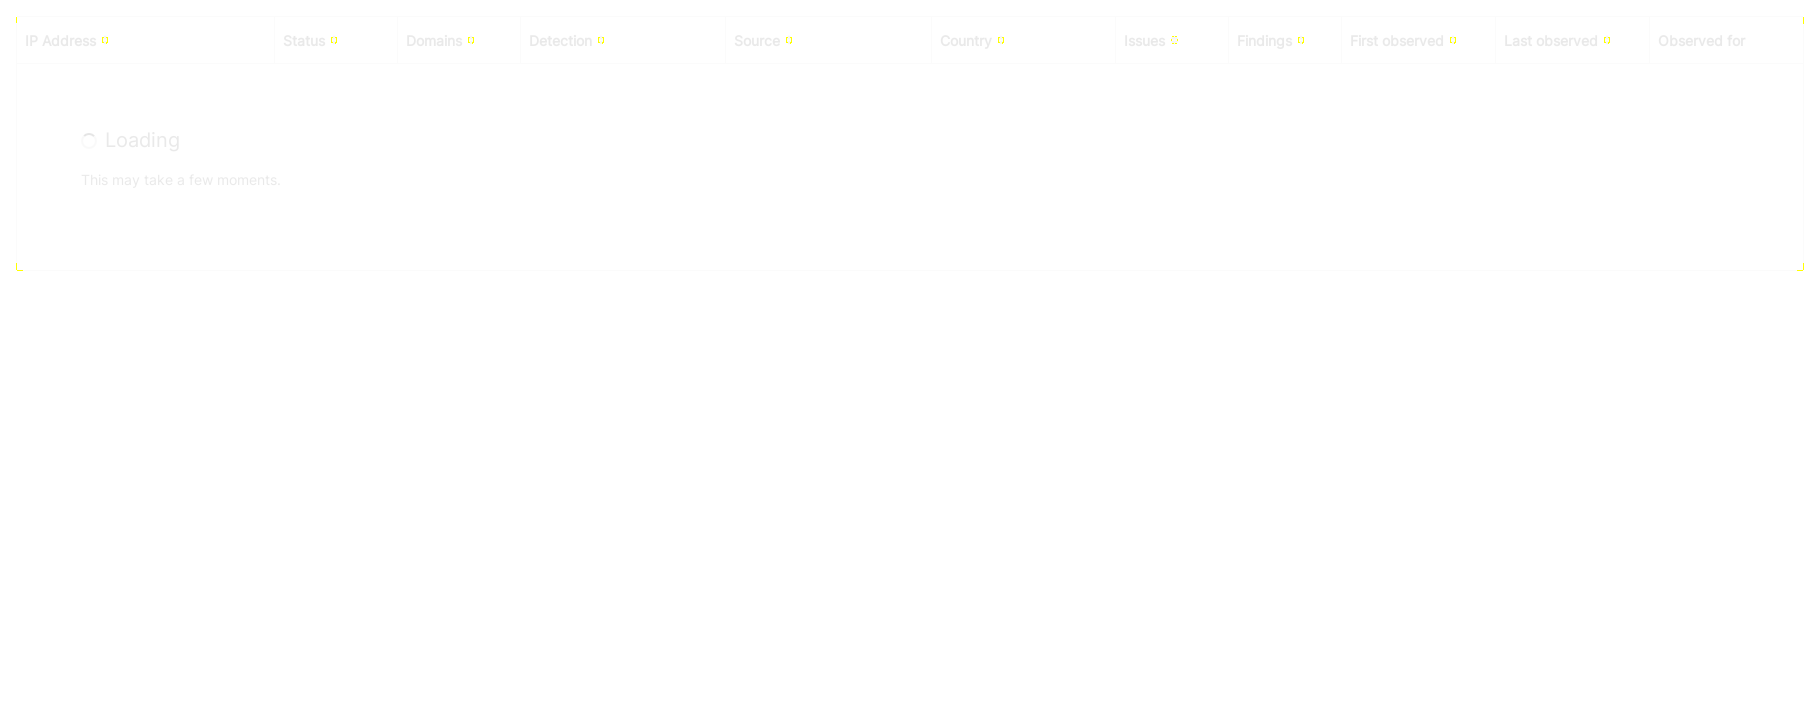 IP Address Status Domains Detection Source Country Issues Findings First observed Last observed Observed for
Loading
This may take a few moments.